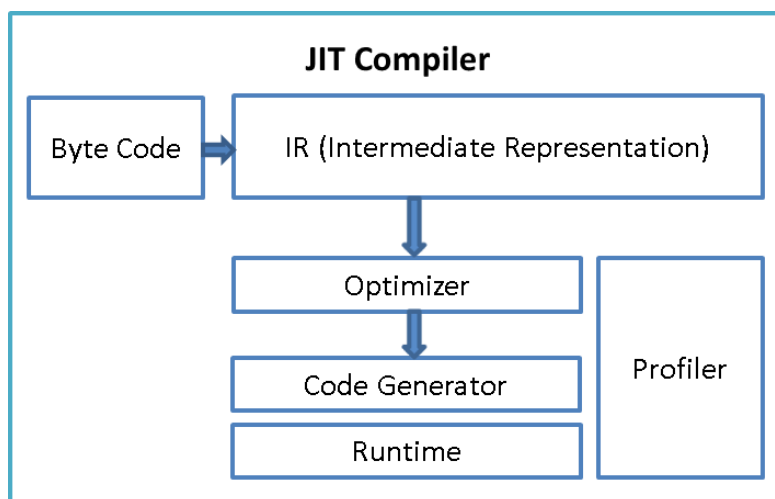 JIT Compiler
Byte Code
IR (Intermediate Representation)
Optimizer
Code Generator
Profiler
Runtime